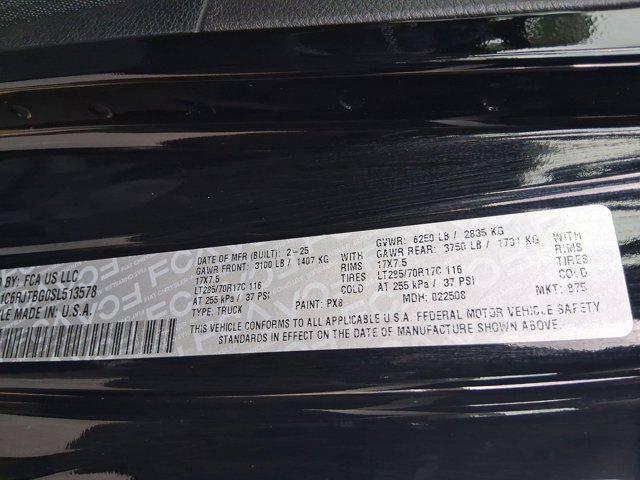 D BY: FCA US LLC
DATE OF MFR (BUILT): 2-25
GVWR: 6250 LB / 2835 KG
GAWR FRONT: 3100 LB / 1407 KG WITH
GAWR REAR: 3750 LB / 1701 KG WITH
17X7.5 RIMS
17X7.5 RIMS
LT285/70R17C 116 TIRES
LT285/70R17C 116 TIRES
AT 255 kPa / 37 PSI COLD
AT 255 kPa / 37 PSI COLD
1C6RJTBG0SL513578
TYPE: TRUCK PAINT: PX8 MDH: 022508 MKT: 875
LE MADE IN: U.S.A.
THIS VEHICLE CONFORMS TO ALL APPLICABLE U.S.A. FEDERAL MOTOR VEHICLE SAFETY
STANDARDS IN EFFECT ON THE DATE OF MANUFACTURE SHOWN ABOVE.